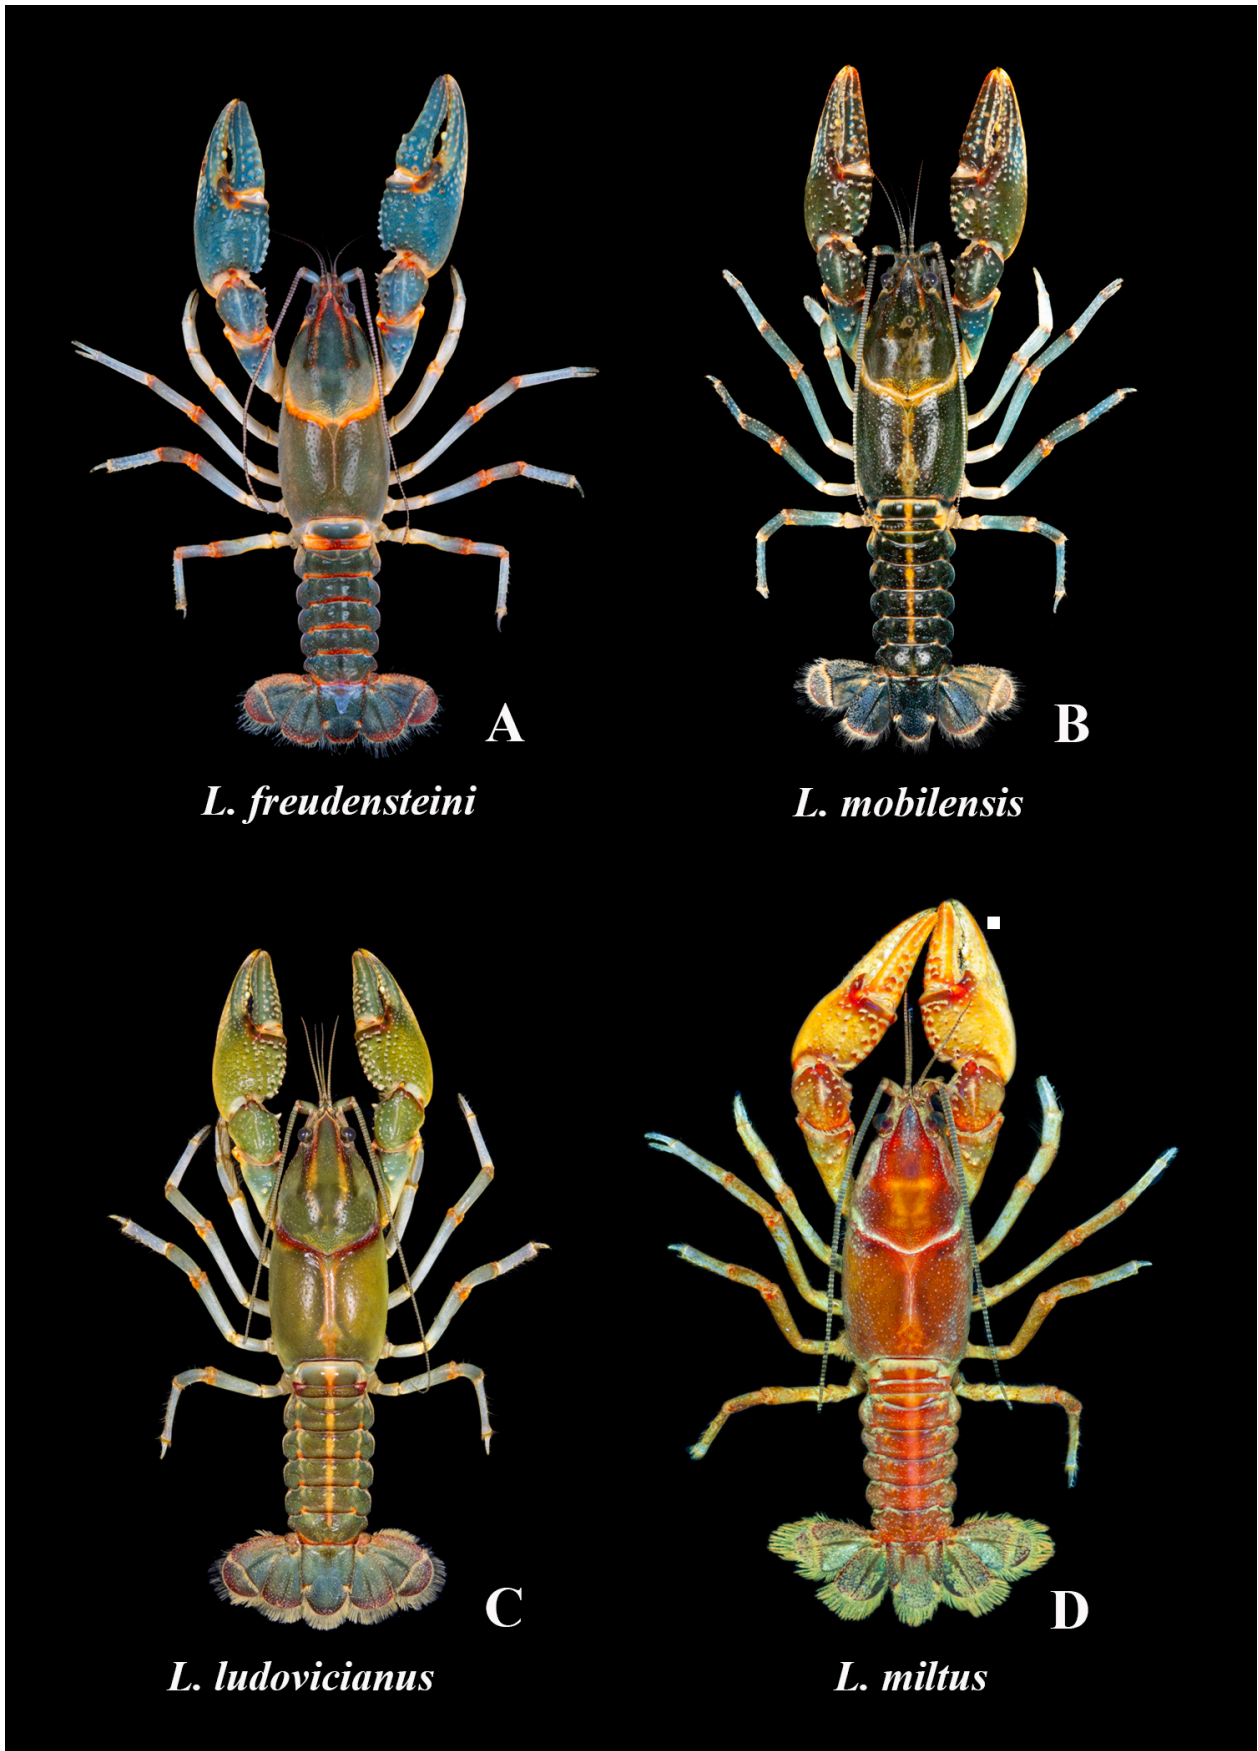 A
B
L. freudensteini
L. mobilensis
C
D
L. ludovicianus
L. miltus